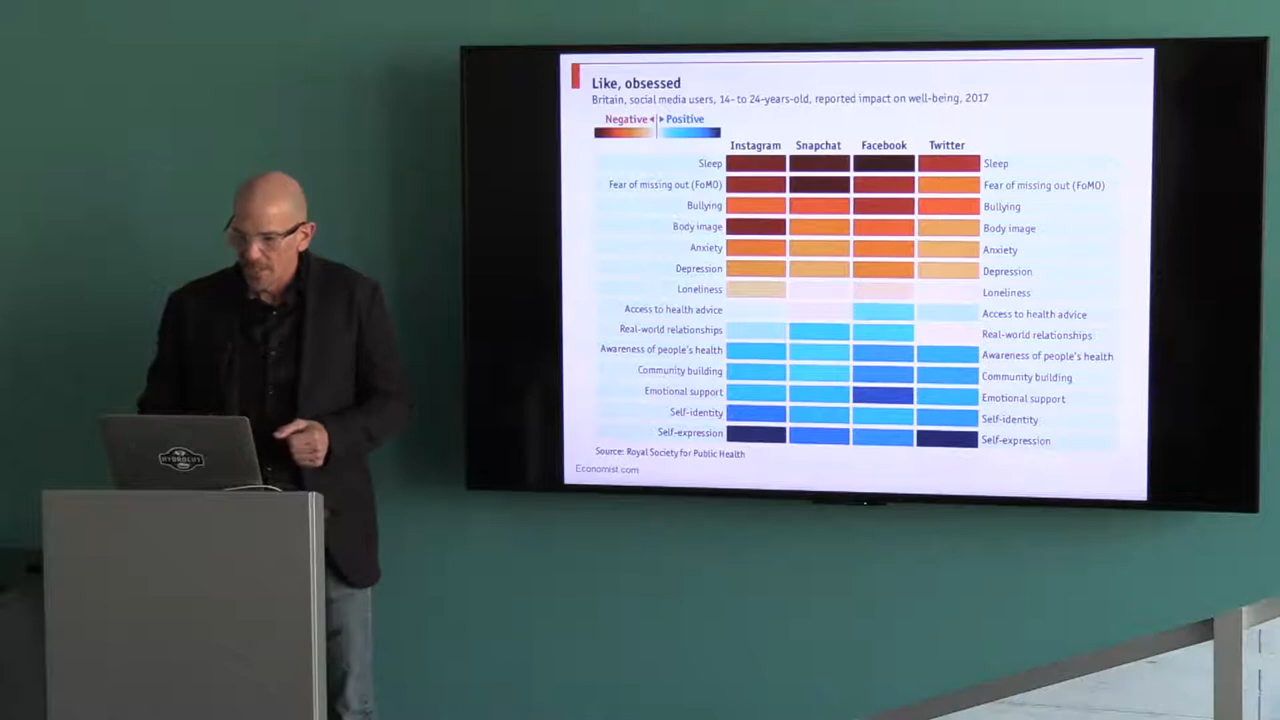 Like, obsessed
Britain, social media users, 14- to 24-years-old, reported impact on well-being, 2017
Negative Positive
Instagram Snapchat Facebook Twitter
Sleep Sleep
Fear of missing out (FoMO) Fear of missing out (FoMO)
Bullying Bullying
Body image Body image
Anxiety Anxiety
Depression Depression
Loneliness Loneliness
Access to health advice Access to health advice
Real-world relationships Real-world relationships
Awareness of people's health Awareness of people's health
Community building Community building
Emotional support Emotional support
Self-identity Self-identity
Self-expression Self-expression
Source: Royal Society for Public Health
Economist.com
HYDROCUT